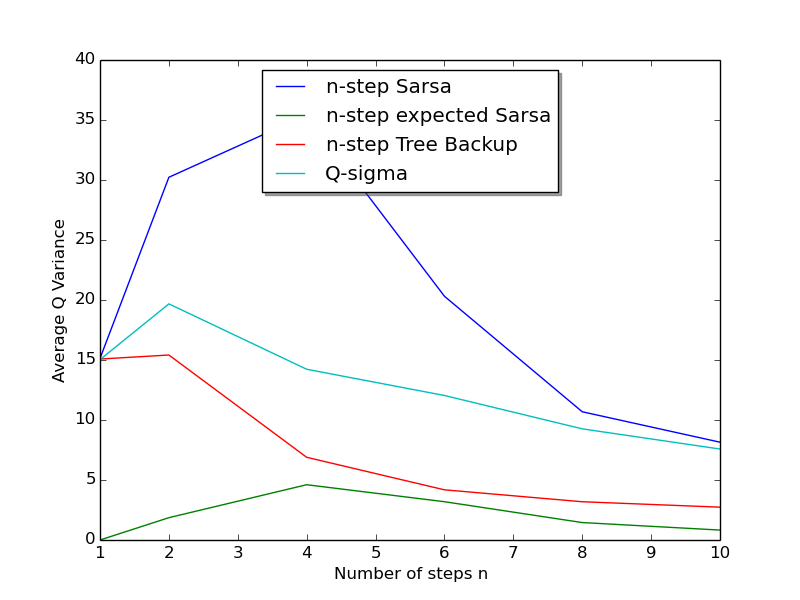 40
35
30
25
20
15
10
5
0
Average Q Variance
n-step Sarsa
n-step expected Sarsa
n-step Tree Backup
Q-sigma
1 2 3 4 5 6 7 8 9 10
Number of steps n